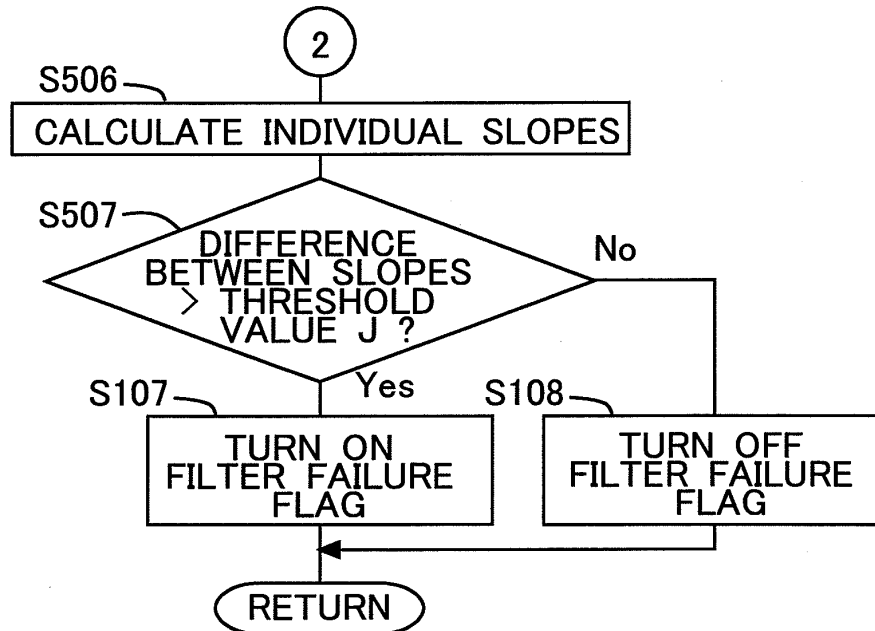 2
S506
CALCULATE INDIVIDUAL SLOPES
S507
DIFFERENCE
BETWEEN SLOPES
> THRESHOLD
VALUE J ?
No
Yes
S107
TURN ON
FILTER FAILURE
FLAG
S108
TURN OFF
FILTER FAILURE
FLAG
RETURN